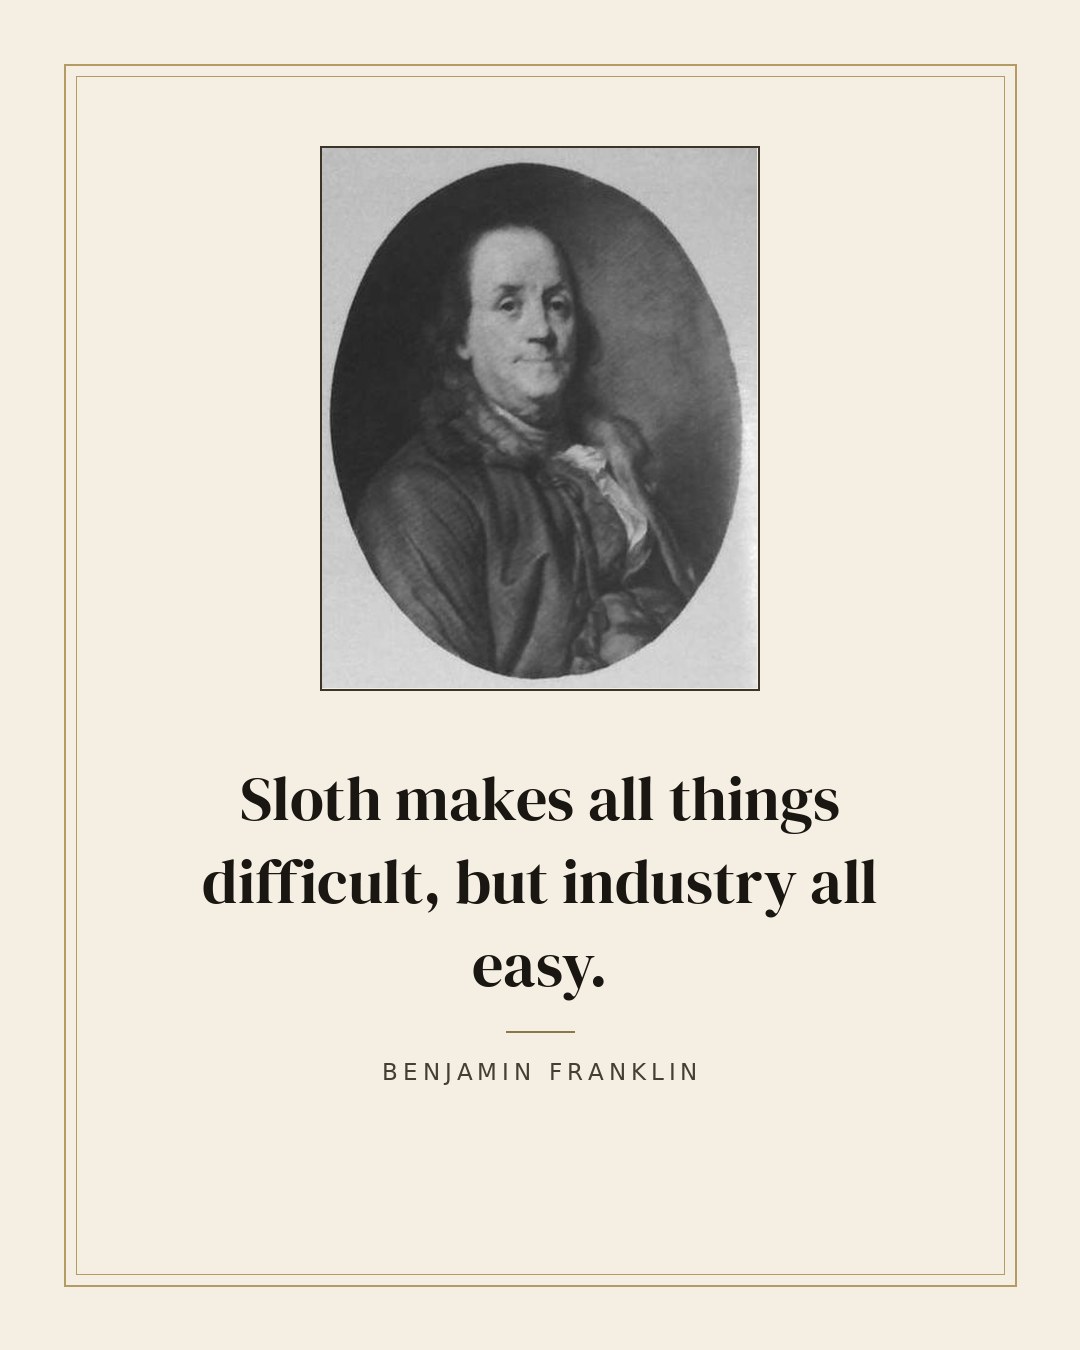 Sloth makes all things
difficult, but industry all
easy.
BENJAMIN FRANKLIN